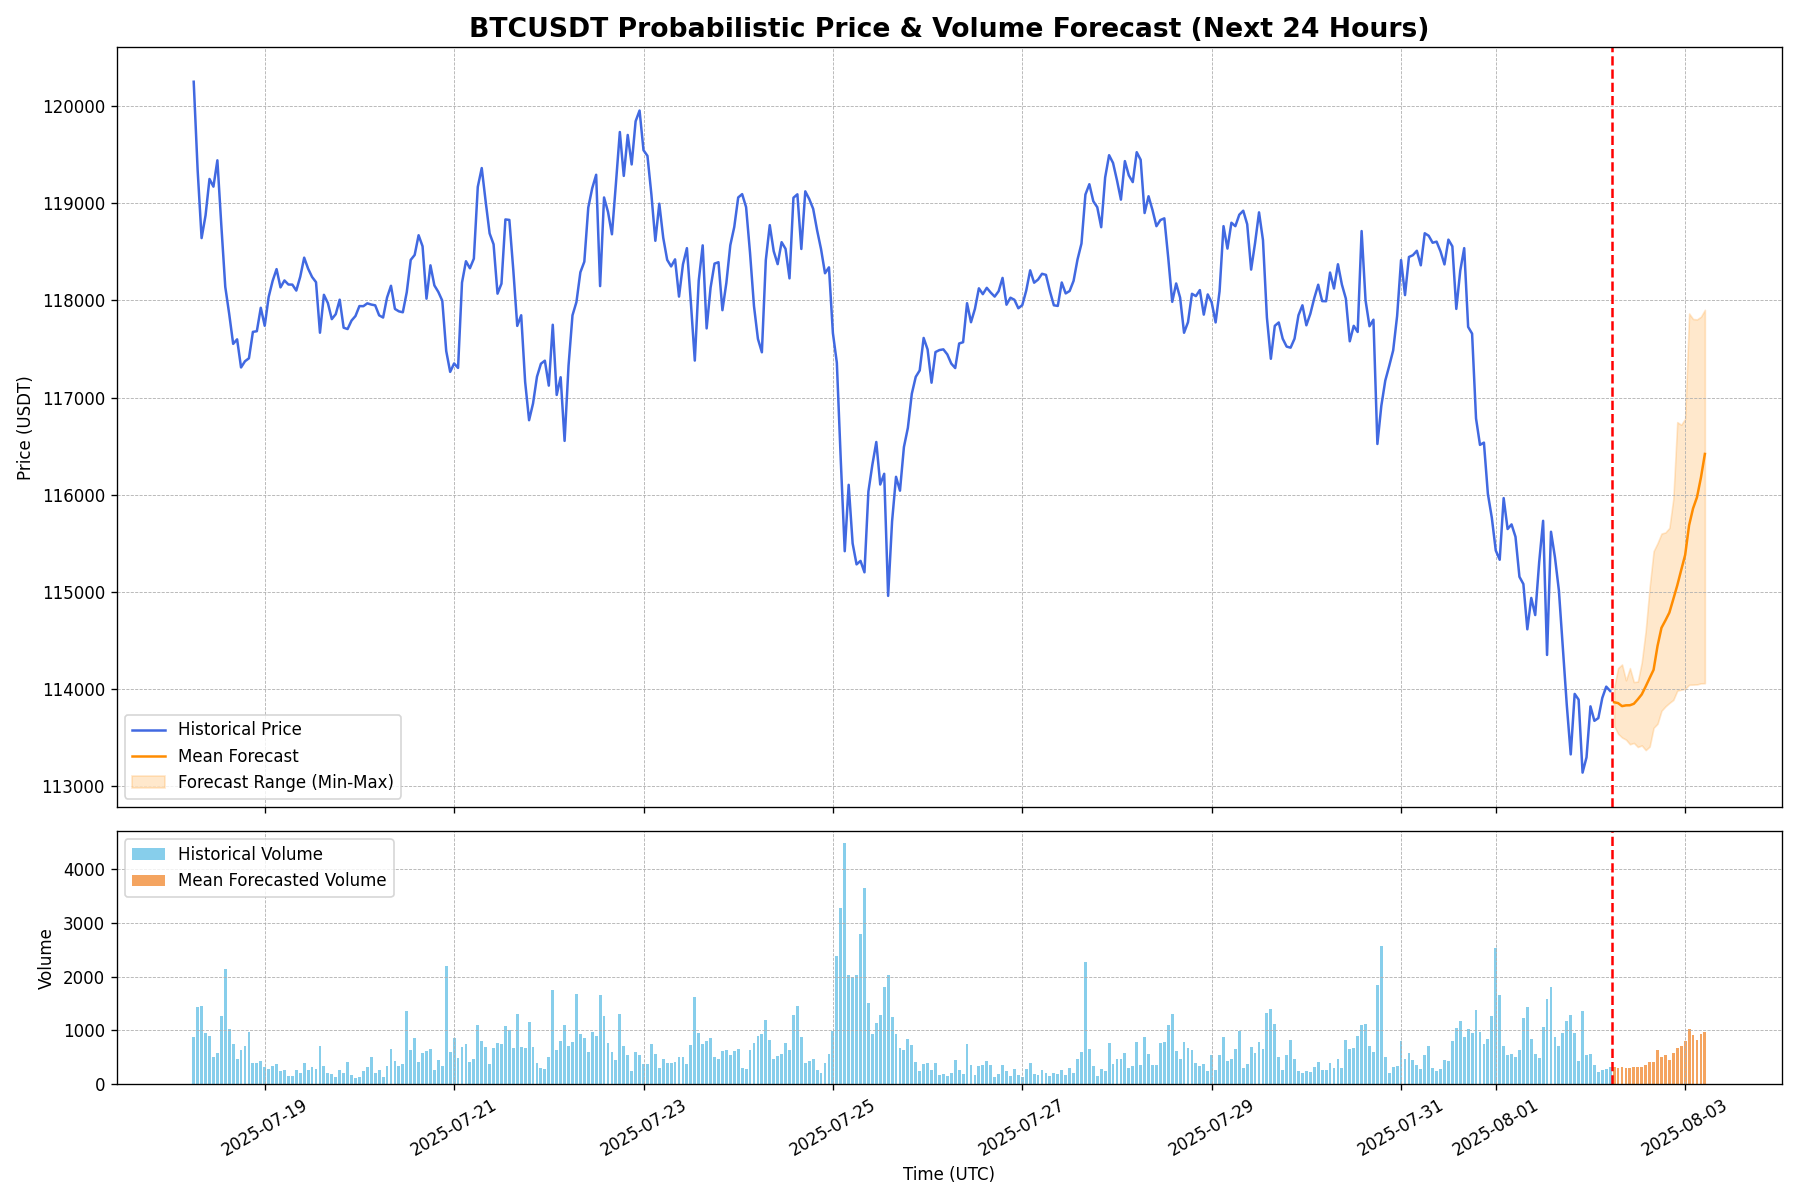 BTCUSDT Probabilistic Price & Volume Forecast (Next 24 Hours)
Price (USDT)
120000
119000
118000
117000
116000
115000
114000
113000
Historical Price
Mean Forecast
Forecast Range (Min-Max)
Volume
4000
3000
2000
1000
0
Historical Volume
Mean Forecasted Volume
2025-07-19
2025-07-21
2025-07-23
2025-07-25
2025-07-27
2025-07-29
2025-07-31
2025-08-01
2025-08-03
Time (UTC)